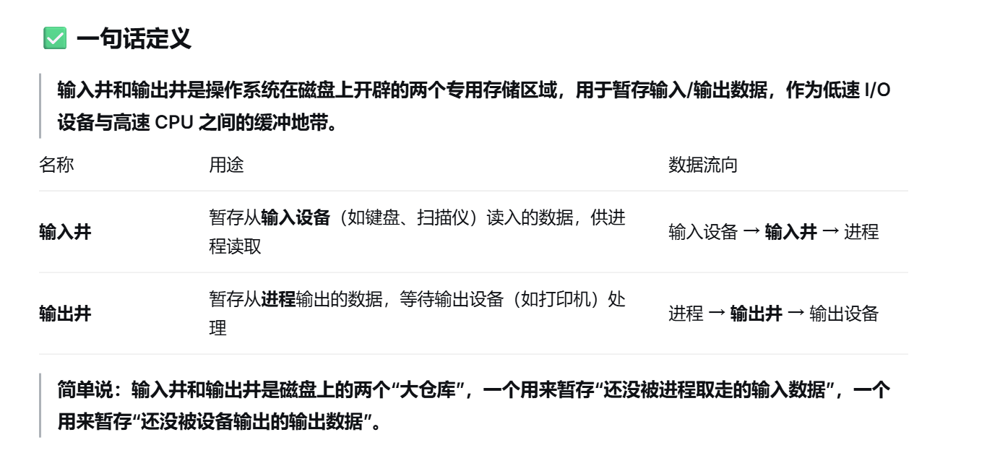 ✅ 一句话定义
输入井和输出井是操作系统在磁盘上开辟的两个专用存储区域，用于暂存输入/输出数据，作为低速 I/O
设备与高速 CPU 之间的缓冲地带。
名称 用途 数据流向
暂存从输入设备（如键盘、扫描仪）读入的数据，供进
输入井 输入设备 → 输入井 → 进程
程读取
暂存从进程输出的数据，等待输出设备（如打印机）处
输出井 进程 → 输出井 → 输出设备
理
简单说：输入井和输出井是磁盘上的两个“大仓库”，一个用来暂存“还没被进程取走的输入数据”，一个
用来暂存“还没被设备输出的输出数据”。